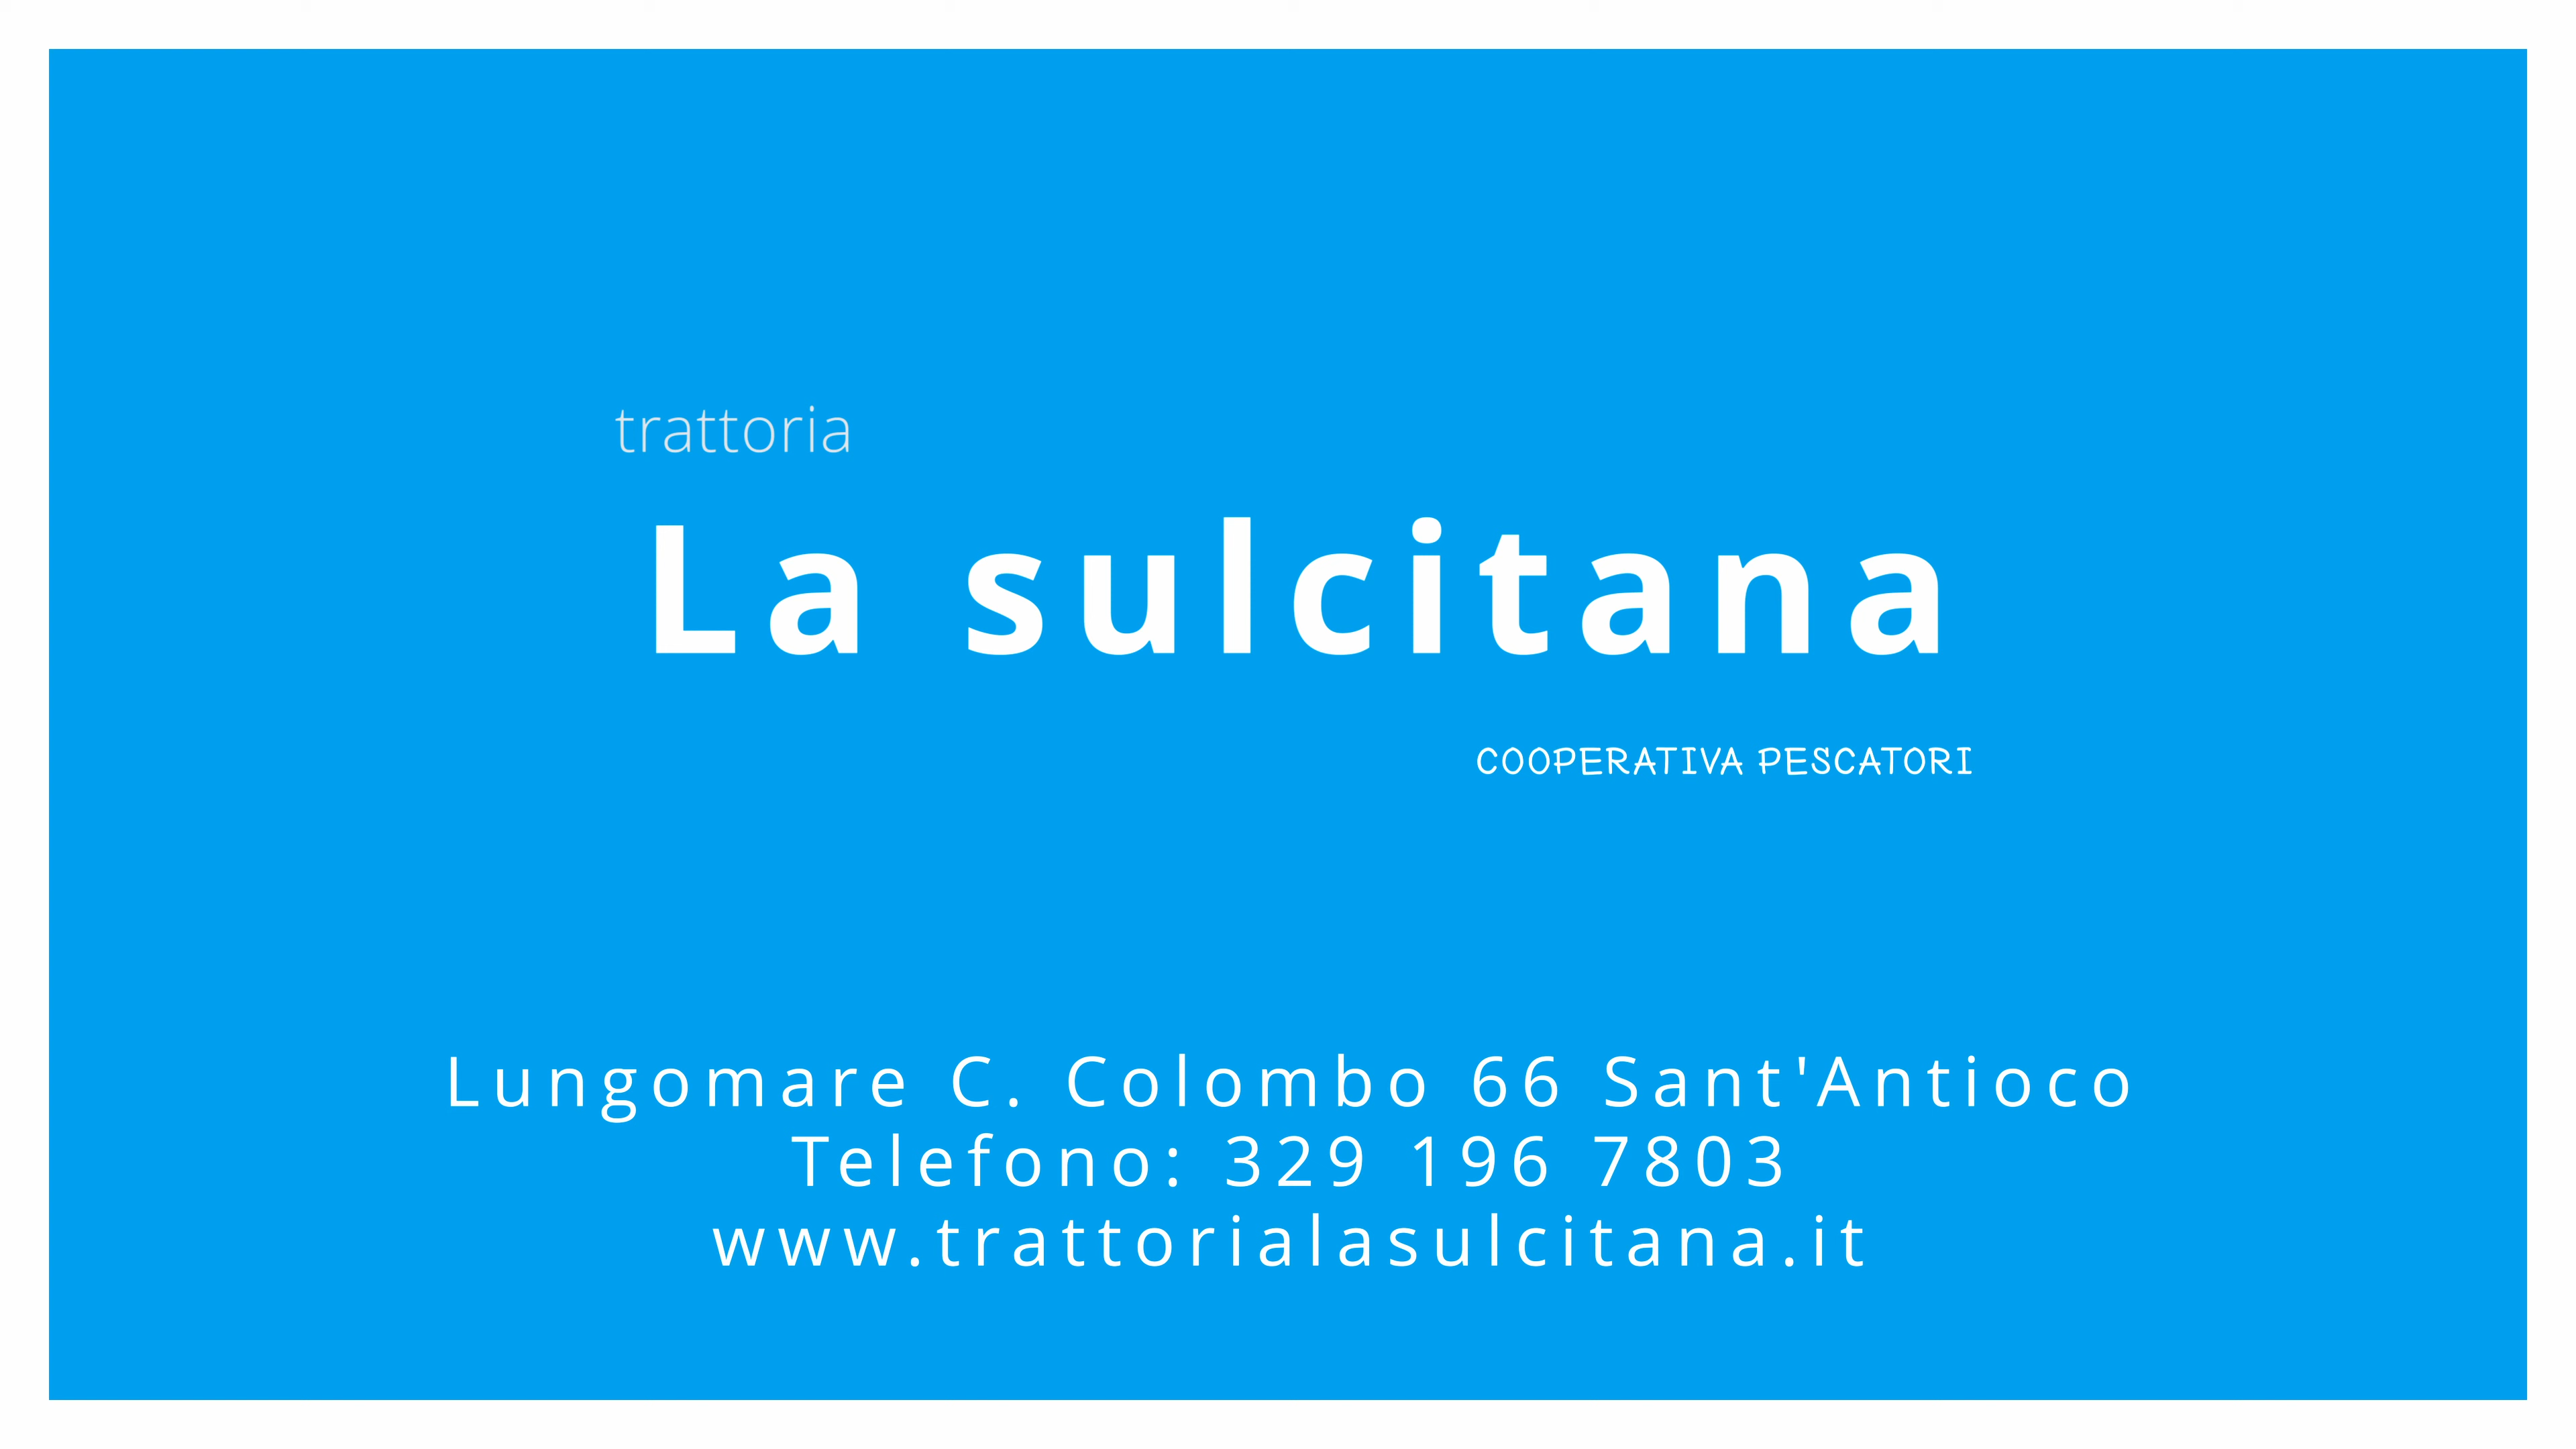 trattoria
La sulcitana
COOPERATIVA PESCATORI
Lungomare C. Colombo 66 Sant'Antioco
Telefono: 329 196 7803
www.trattorialasulcitana.it